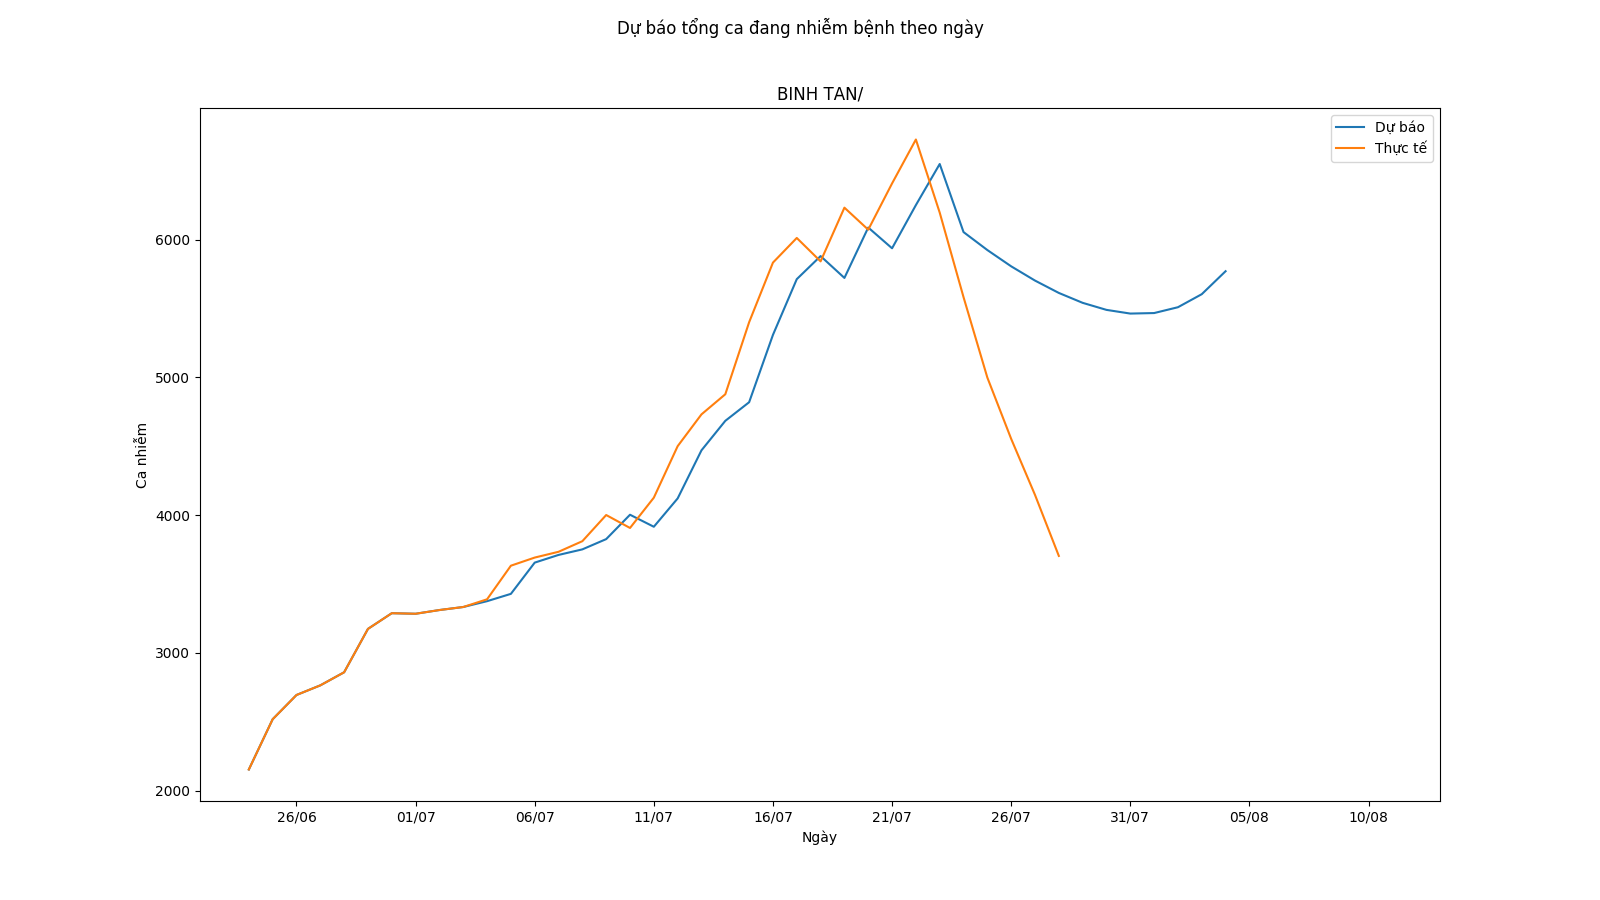 Dự báo tổng ca đang nhiễm bệnh theo ngày
BINH TAN/
Dự báo
Thực tế
6000
5000
4000
3000
2000
Ca nhiễm
26/06 01/07 06/07 11/07 16/07 21/07 26/07 31/07 05/08 10/08
Ngày